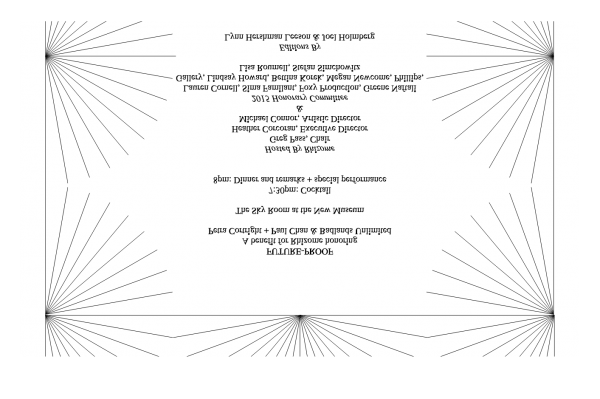 FUTURE-PROOF
A benefit for Rhizome honoring
Petra Cortright + Paul Chan & Badlands Unlimited
The Sky Room at the New Museum
7:30pm: Cocktail
8pm: Dinner and remarks + special performance
Hosted By Rhizome
Greg Pass, Chair
Heather Corcoran, Executive Director
Michael Connor, Artistic Director
&
2015 Honorary Committee
Lauren Cornell, Sima Familant, Foxy Production, Greene Naftali
Gallery, Lindsay Howard, Bettina Korek, Megan Newcome, Phillips,
Lisa Roumell, Stefan Simchowitz
Editions By
Lynn Hershman Leeson & Joel Holmberg